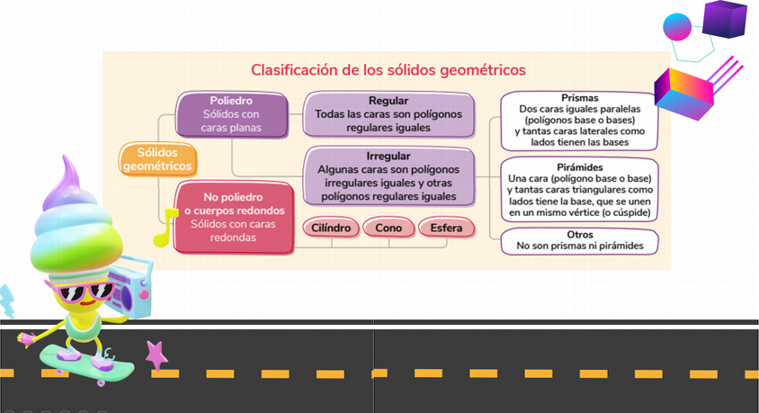 Clasificación de los sólidos geométricos
Sólidos
geométricos
Poliedro
Sólidos con
caras planas
No poliedro
o cuerpos redondos
Sólidos con caras
redondas
Regular
Todas las caras son polígonos
regulares iguales
Irregular
Algunas caras son polígonos
irregulares iguales y otras
polígonos regulares iguales
Cilíndro
Cono
Esfera
Prismas
Dos caras iguales paralelas
(polígonos base o bases)
y tantas caras laterales como
lados tienen las bases
Pirámides
Una cara (polígono base o base)
y tantas caras triangulares como
lados tiene la base, que se unen
en un mismo vértice (o cúspide)
Otros
No son prismas ni pirámides